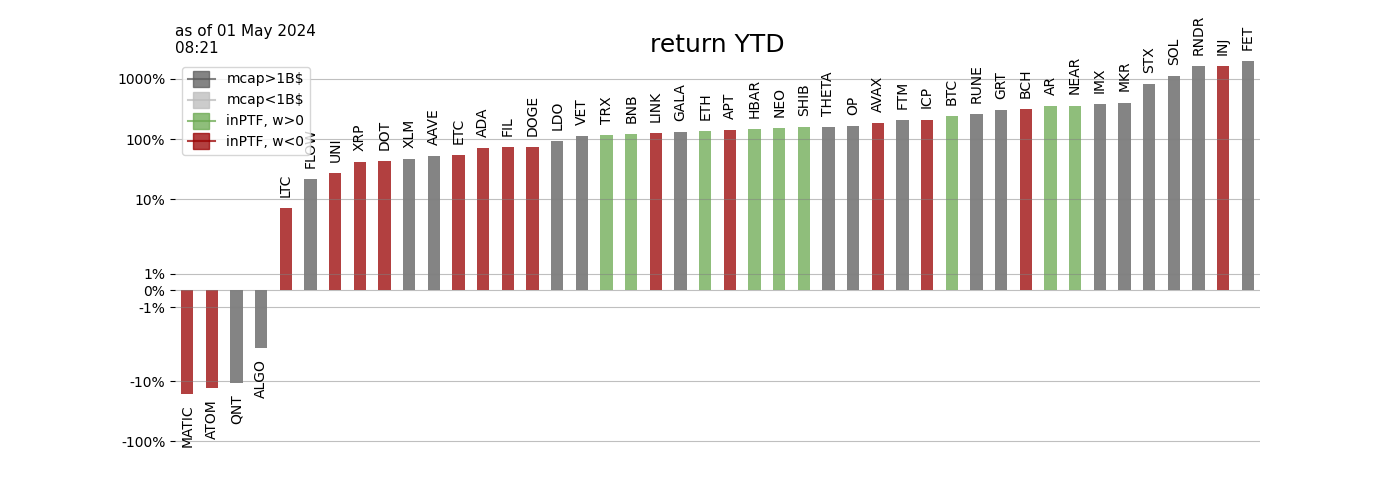 as of 01 May 2024
08:21
return YTD
mcap>1B$
mcap<1B$
inPTF, w>0
inPTF, w<0
1000%
100%
10%
1%
0%
-1%
-10%
-100%
MATIC
ATOM
QNT
ALGO
LTC
FLOW
UNI
XRP
DOT
XLM
AAVE
ETC
ADA
FIL
DOGE
LDO
VET
TRX
BNB
LINK
GALA
ETH
APT
HBAR
NEO
SHIB
THETA
OP
AVAX
FTM
ICP
BTC
RUNE
GRT
BCH
AR
NEAR
IMX
MKR
STX
SOL
RNDR
INJ
FET